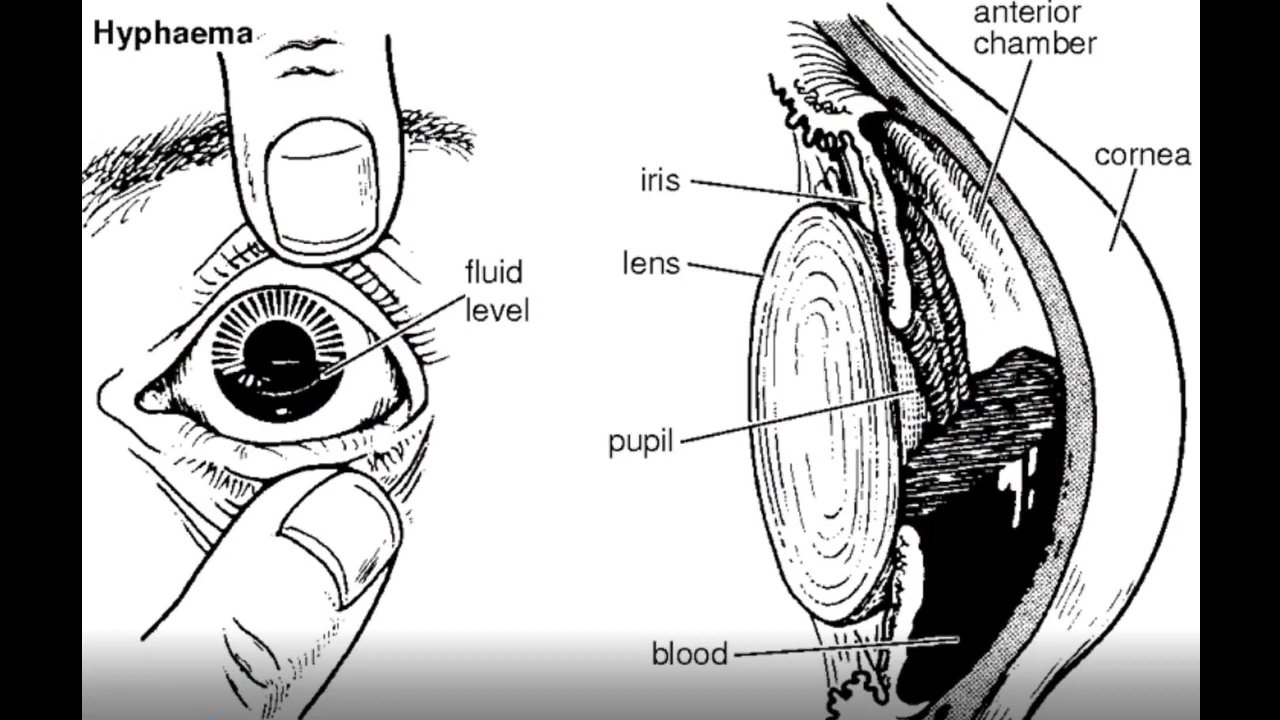 Hyphaema
fluid
level
anterior
chamber
cornea
iris
lens
pupil
blood